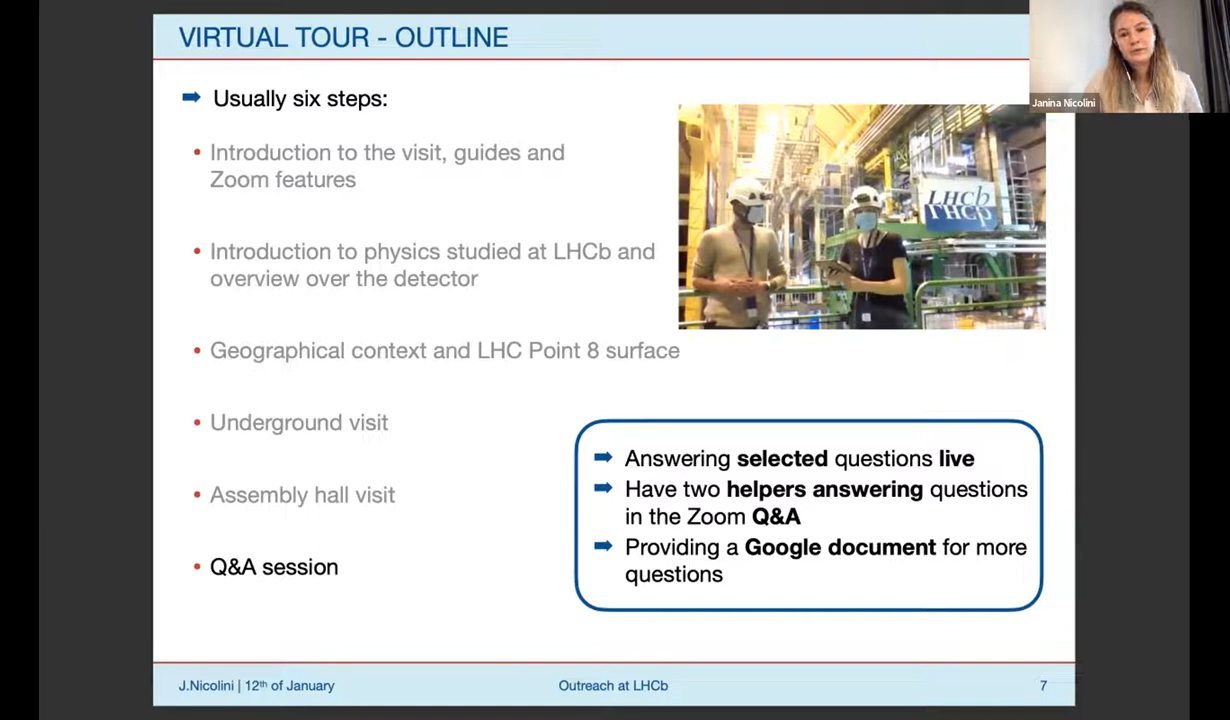 VIRTUAL TOUR - OUTLINE
Janina Nicolini
Usually six steps:
Introduction to the visit, guides and
Zoom features
Introduction to physics studied at LHCb and
overview over the detector
Geographical context and LHC Point 8 surface
Underground visit
Assembly hall visit
Q&A session
LHCb
LHCb
Answering selected questions live
Have two helpers answering questions
in the Zoom Q&A
Providing a Google document for more
questions
J.Nicolini | 12th of January
Outreach at LHCb
7